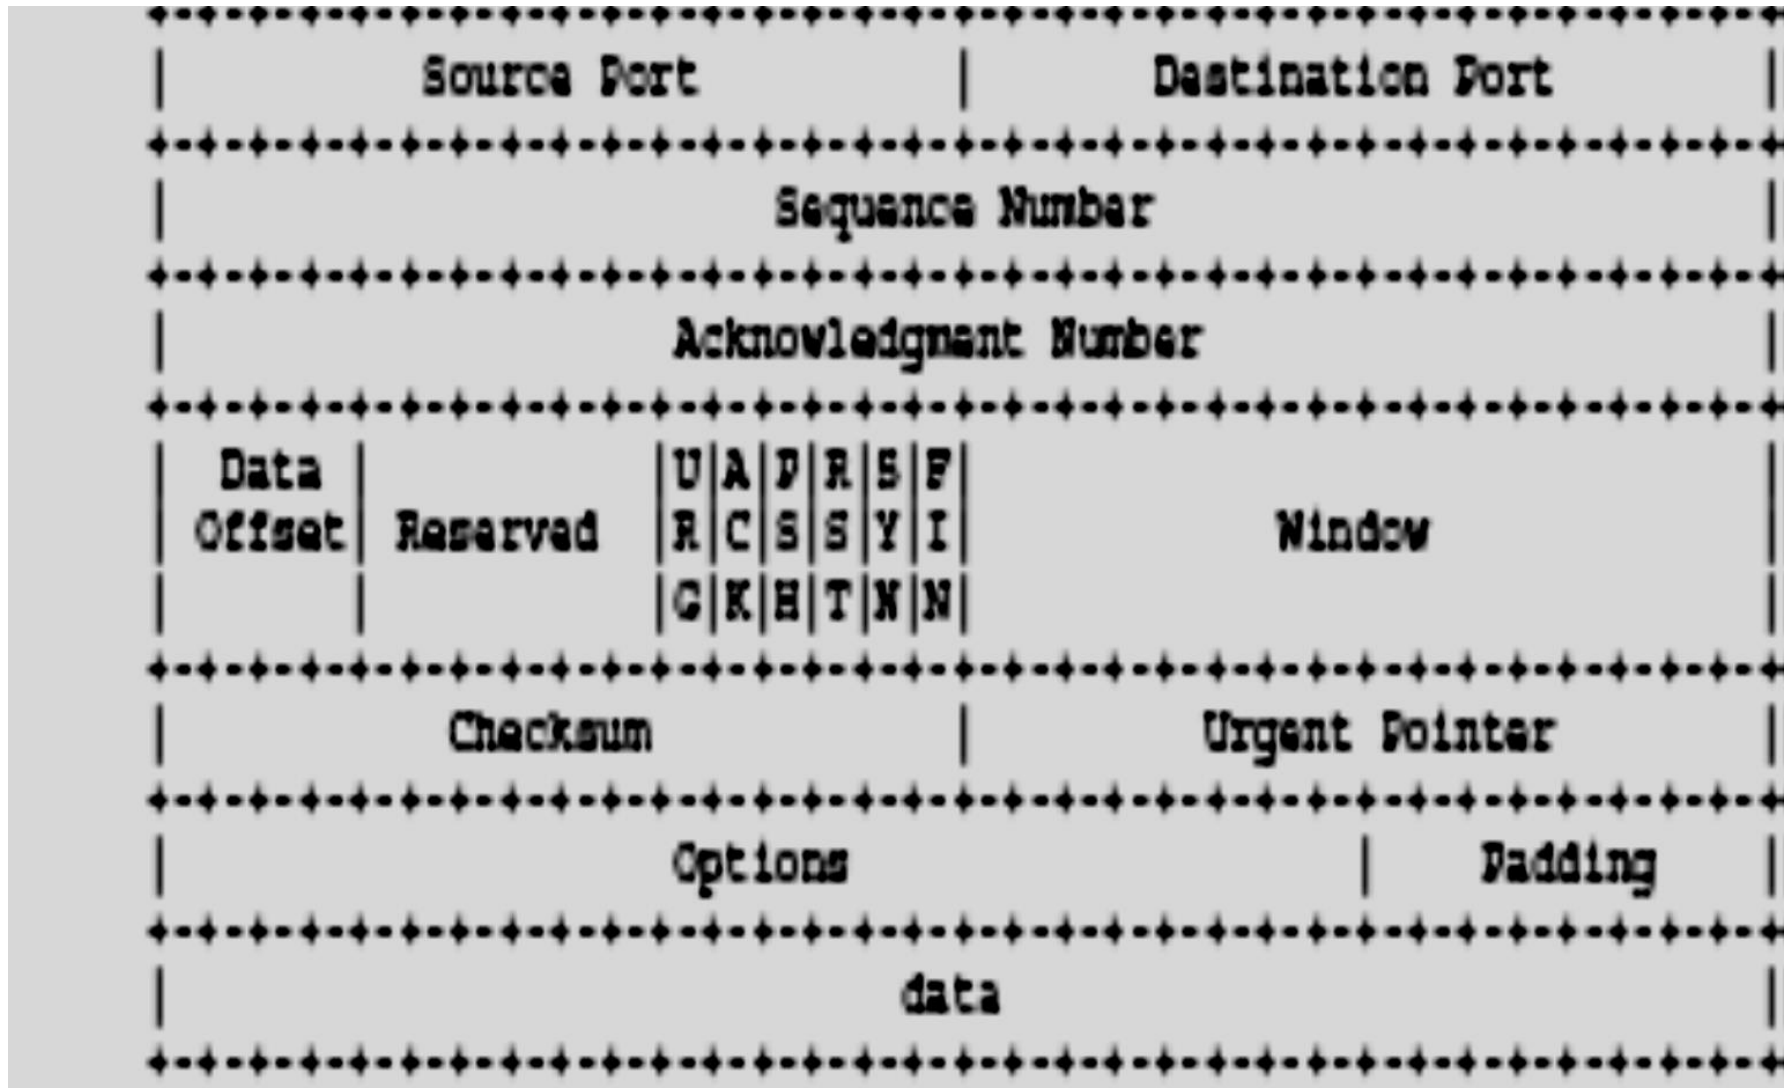 Source Port | Destination Port
Sequence Number
Acknowledgment Number
Data |U|A|P|R|S|F|
Offset| Reserved |R|C|S|S|Y|I| Window
|G|K|H|T|N|N|
Checksum | Urgent Pointer
Options | Padding
data